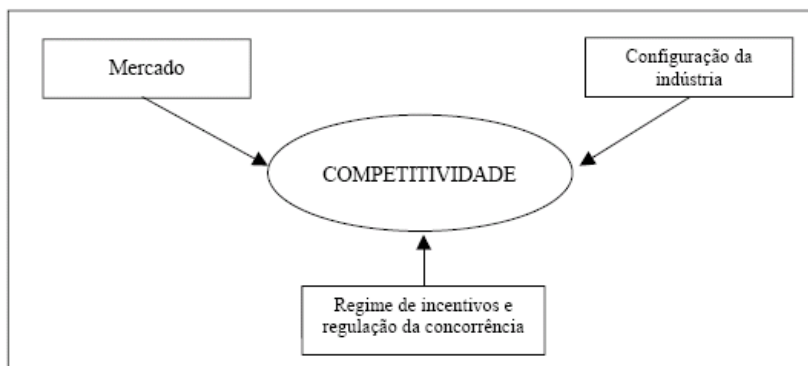 Mercado
Configuração da
indústria
COMPETITIVIDADE
Regime de incentivos e
regulação da concorrência